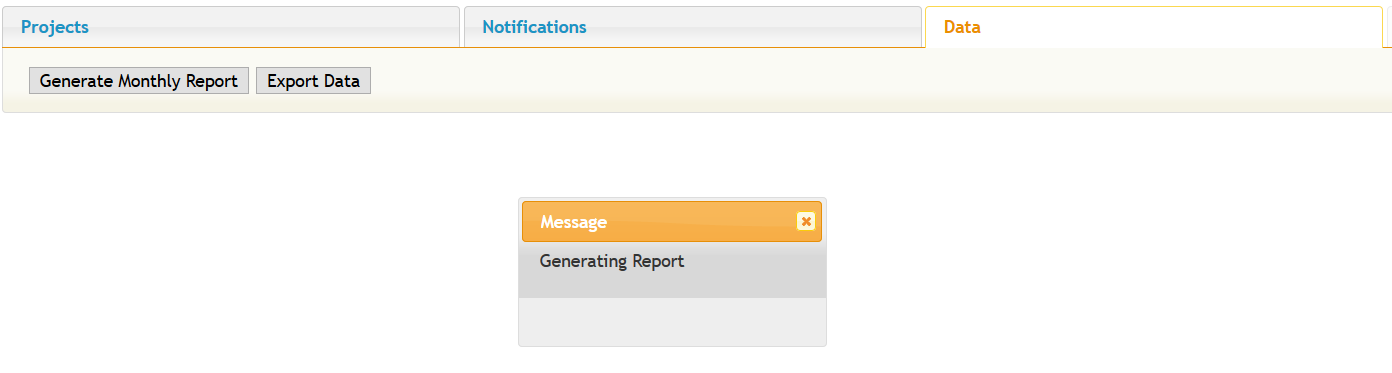 Projects
Notifications
Data
Generate Monthly Report
Export Data
Message
Generating Report